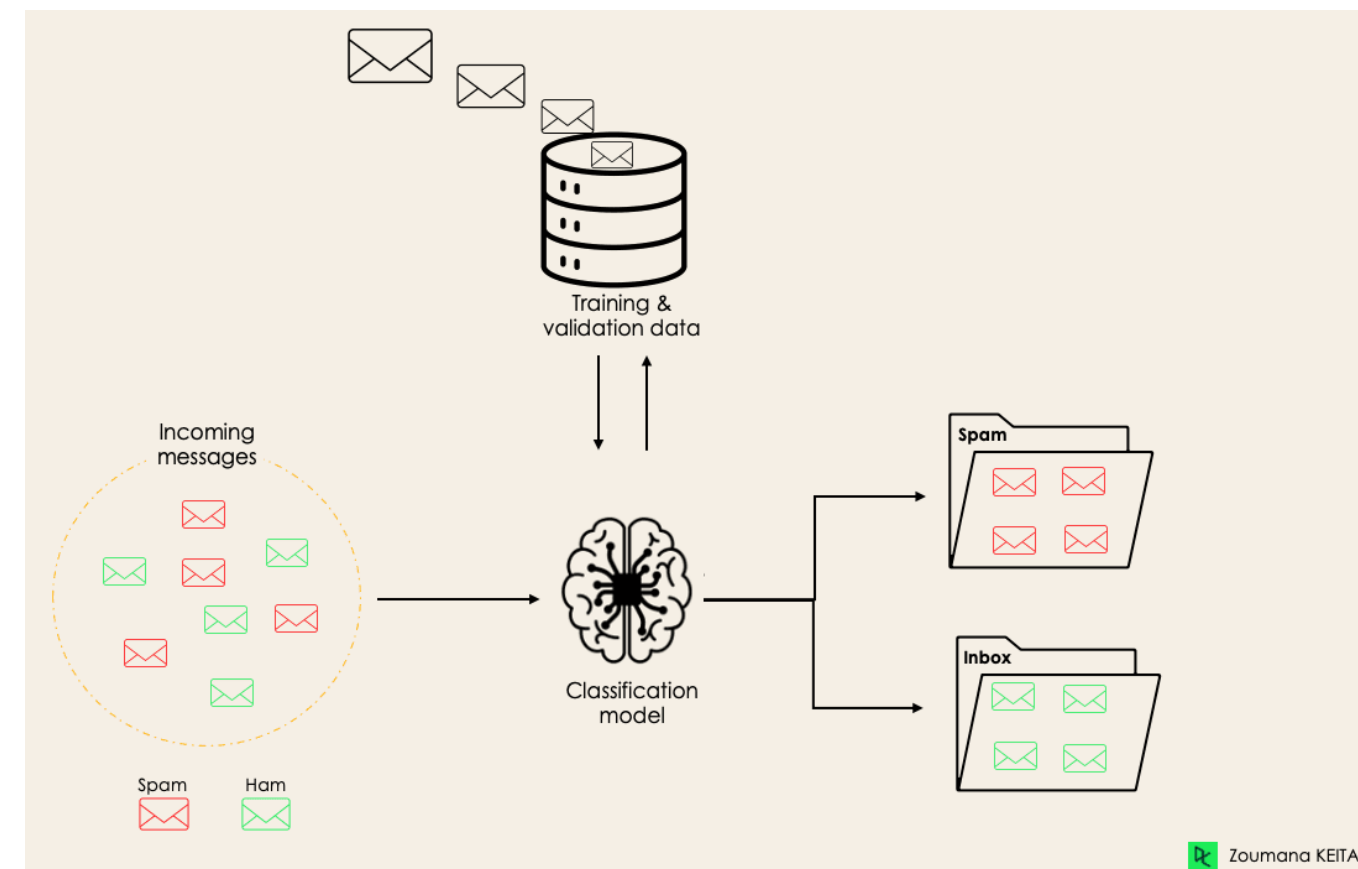 Training &
validation data
Incoming
messages
Spam
Classification
model
Inbox
Spam
Ham
Zoumana KEITA